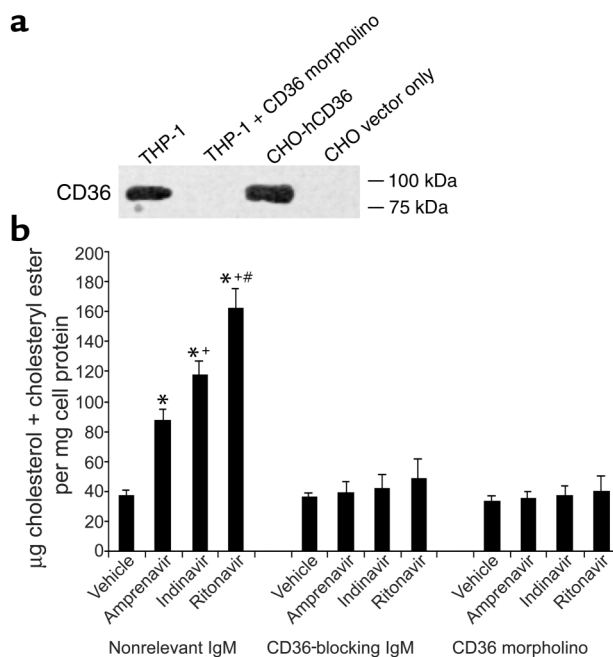 a
THP-1
THP-1 + CD36 morpholino
CHO-hCD36
CHO vector only
CD36
100 kDa
75 kDa
b
µg cholesterol + cholesteryl ester
per mg cell protein
200
180
160
140
120
100
80
60
40
20
0
*
*+
*+#
Vehicle
Amprenavir
Indinavir
Ritonavir
Vehicle
Amprenavir
Indinavir
Ritonavir
Vehicle
Amprenavir
Indinavir
Ritonavir
Nonrelevant IgM
CD36-blocking IgM
CD36 morpholino